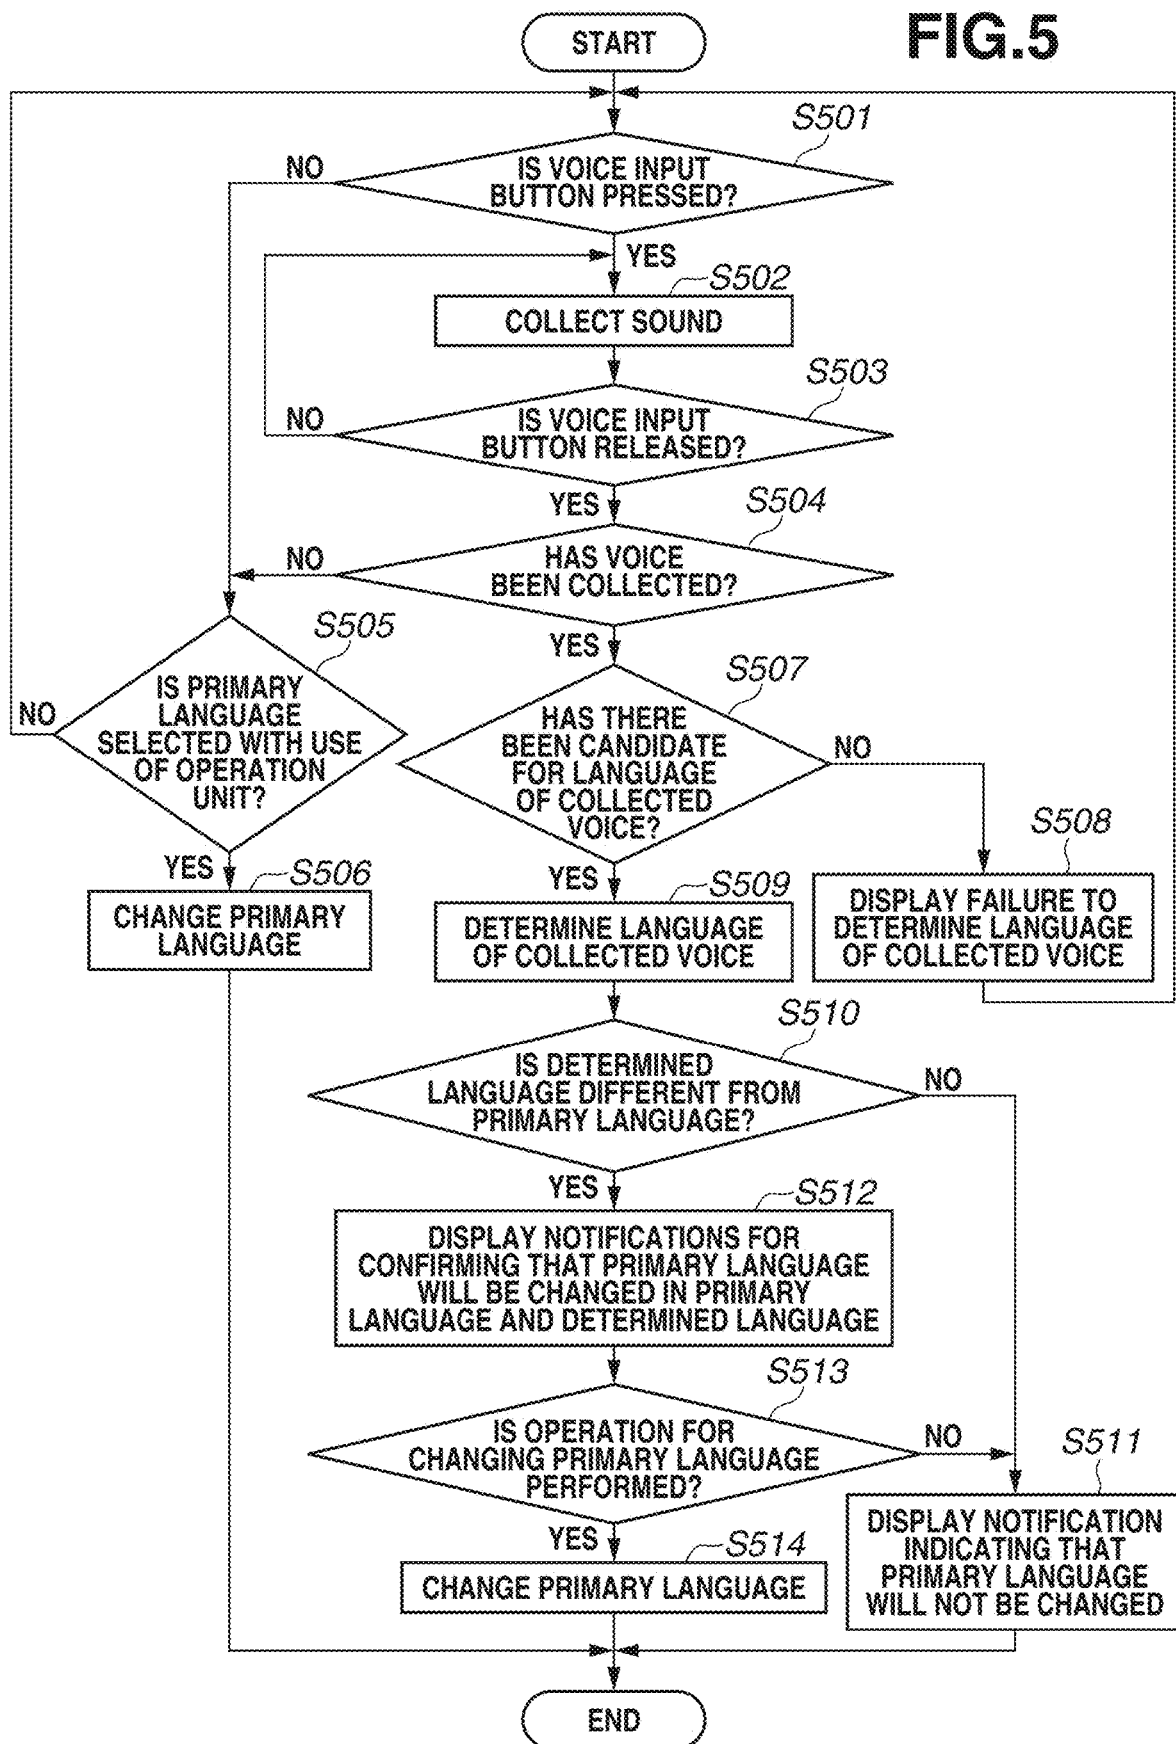 FIG.5
START
S501
IS VOICE INPUT
BUTTON PRESSED?
NO
YES
S502
COLLECT SOUND
S503
IS VOICE INPUT
BUTTON RELEASED?
NO
YES
S504
HAS VOICE
BEEN COLLECTED?
NO
YES
S505
IS PRIMARY
LANGUAGE
SELECTED WITH USE
OF OPERATION
UNIT?
NO
YES
S506
CHANGE PRIMARY
LANGUAGE
S507
HAS THERE
BEEN CANDIDATE
FOR LANGUAGE
OF COLLECTED
VOICE?
NO
YES
S508
DISPLAY FAILURE TO
DETERMINE LANGUAGE
OF COLLECTED VOICE
S509
DETERMINE LANGUAGE
OF COLLECTED VOICE
S510
IS DETERMINED
LANGUAGE DIFFERENT FROM
PRIMARY LANGUAGE?
NO
YES
S512
DISPLAY NOTIFICATIONS FOR
CONFIRMING THAT PRIMARY LANGUAGE
WILL BE CHANGED IN PRIMARY
LANGUAGE AND DETERMINED LANGUAGE
S513
IS OPERATION FOR
CHANGING PRIMARY LANGUAGE
PERFORMED?
NO
YES
S511
DISPLAY NOTIFICATION
INDICATING THAT
PRIMARY LANGUAGE
WILL NOT BE CHANGED
S514
CHANGE PRIMARY LANGUAGE
END